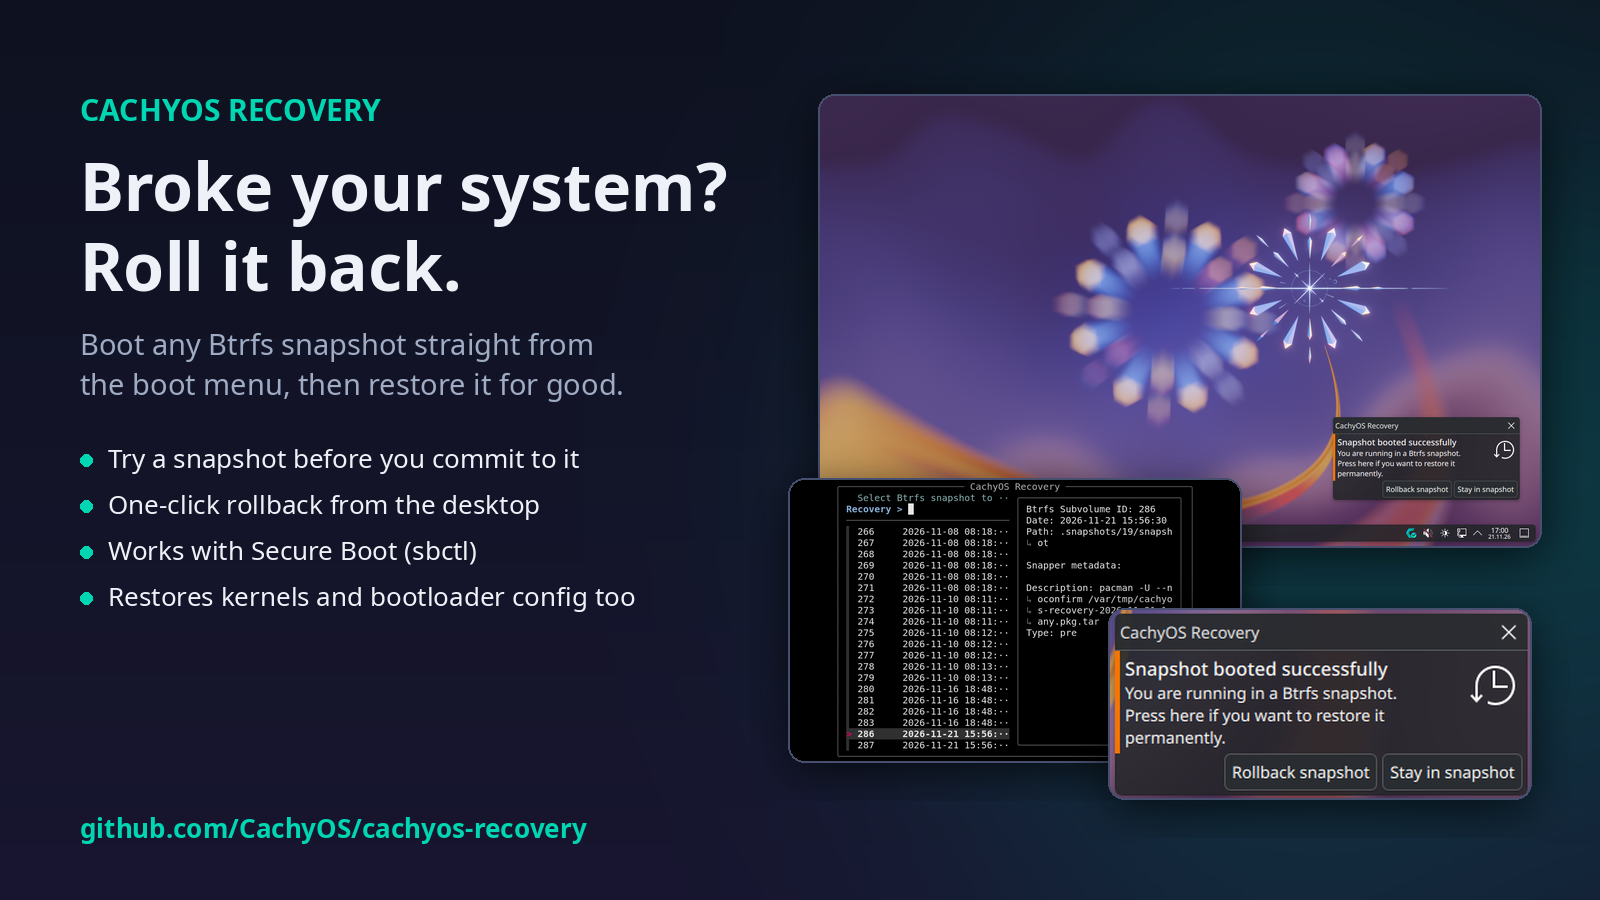 CACHYOS RECOVERY
Broke your system?
Roll it back.
Boot any Btrfs snapshot straight from
the boot menu, then restore it for good.
Try a snapshot before you commit to it
One-click rollback from the desktop
Works with Secure Boot (sbctl)
Restores kernels and bootloader config too
github.com/CachyOS/cachyos-recovery
CachyOS Recovery
Snapshot booted successfully
You are running in a Btrfs snapshot.
Press here if you want to restore it
permanently.
Rollback snapshot Stay in snapshot
17:00
21.11.26
CachyOS Recovery
Select Btrfs snapshot to ··
Recovery >
266 2026-11-08 08:18:··
267 2026-11-08 08:18:··
268 2026-11-08 08:18:··
269 2026-11-08 08:18:··
270 2026-11-08 08:18:··
271 2026-11-08 08:18:··
272 2026-11-10 08:11:··
273 2026-11-10 08:11:··
274 2026-11-10 08:11:··
275 2026-11-10 08:12:··
276 2026-11-10 08:12:··
277 2026-11-10 08:12:··
278 2026-11-10 08:13:··
279 2026-11-10 08:13:··
280 2026-11-16 18:48:··
281 2026-11-16 18:48:··
282 2026-11-16 18:48:··
283 2026-11-16 18:48:··
> 286 2026-11-21 15:56:··
287 2026-11-21 15:56:··
Btrfs Subvolume ID: 286
Date: 2026-11-21 15:56:30
Path: .snapshots/19/snapsh
↳ ot
Snapper metadata:
Description: pacman -U --n
↳ oconfirm /var/tmp/cachyo
↳ s-recovery-2026
↳ any.pkg.tar
Type: pre
CachyOS Recovery
Snapshot booted successfully
You are running in a Btrfs snapshot.
Press here if you want to restore it
permanently.
Rollback snapshot Stay in snapshot